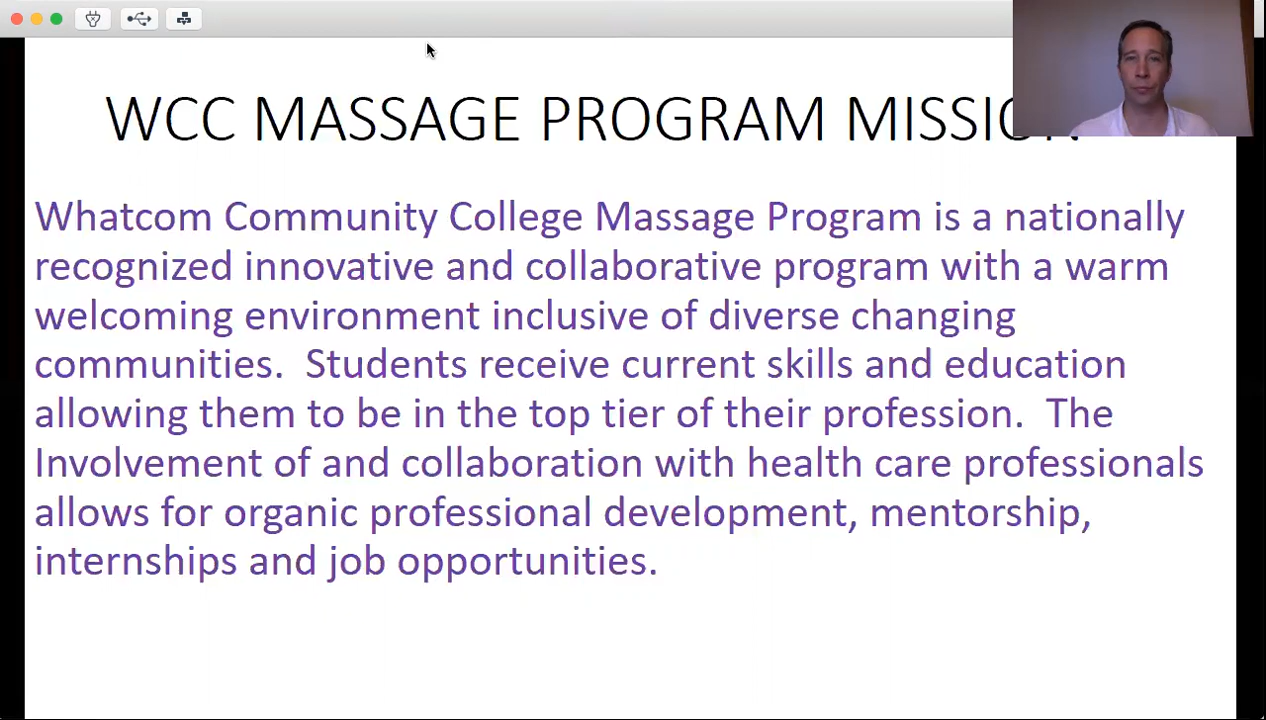 WCC MASSAGE PROGRAM MISSION
Whatcom Community College Massage Program is a nationally
recognized innovative and collaborative program with a warm
welcoming environment inclusive of diverse changing
communities.  Students receive current skills and education
allowing them to be in the top tier of their profession.  The
Involvement of and collaboration with health care professionals
allows for organic professional development, mentorship,
internships and job opportunities.